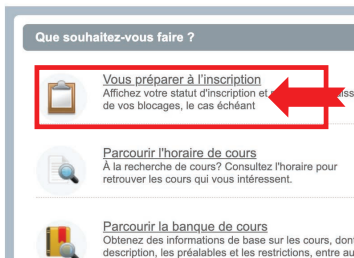 Que souhaitez-vous faire ?
Vous préparer à l'inscription
Affichez votre statut d'inscription et
de vos blocages, le cas échéant
Parcourir l'horaire de cours
À la recherche de cours? Consultez l'horaire pour
retrouver les cours qui vous intéressent.
Parcourir la banque de cours
Obtenez des informations de base sur les cours, dont
description, les préalables et les restrictions, entre au